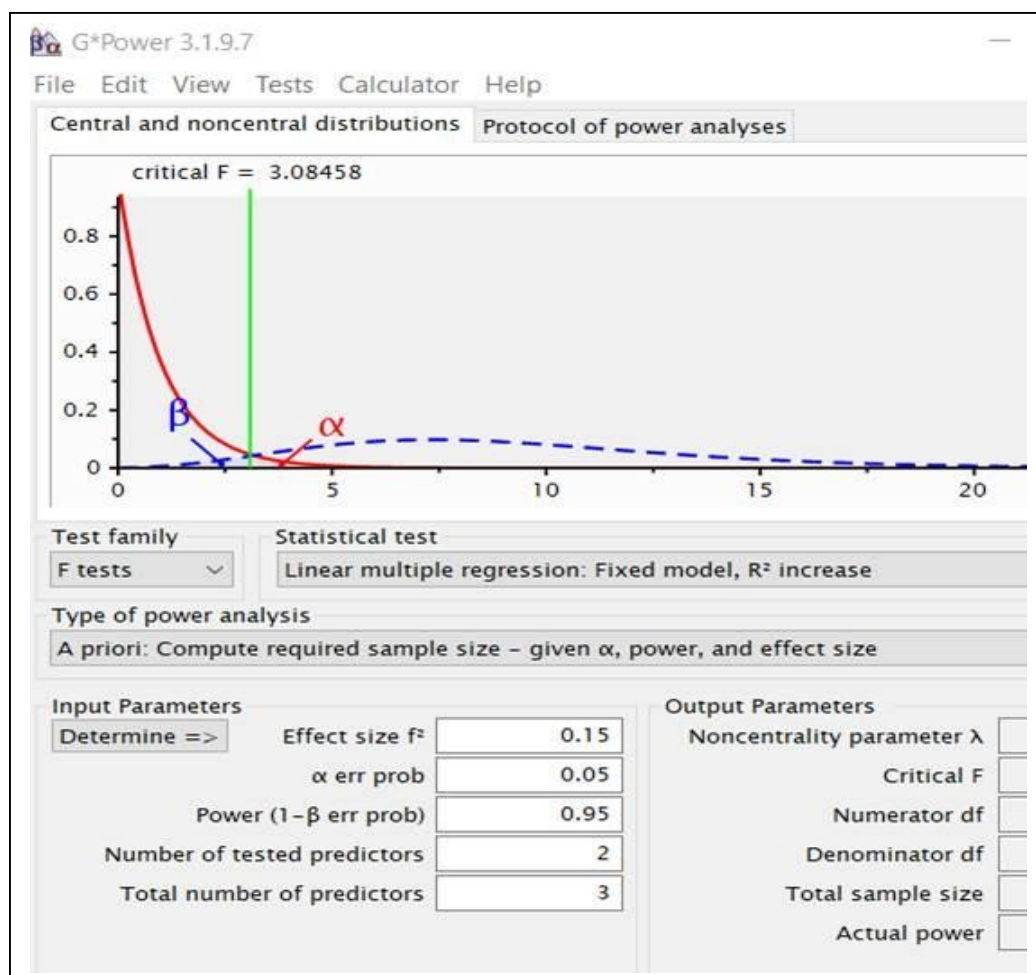 βα G*Power 3.1.9.7
File Edit View Tests Calculator Help
Central and noncentral distributions Protocol of power analyses
critical F = 3.08458
0.8
0.6
0.4
0.2
0
β
α
0 5 10 15 20
Test family Statistical test
F tests Linear multiple regression: Fixed model, R² increase
Type of power analysis
A priori: Compute required sample size – given α, power, and effect size
Input Parameters Output Parameters
Determine => Effect size f² 0.15 Noncentrality parameter λ
α err prob 0.05 Critical F
Power (1-β err prob) 0.95 Numerator df
Number of tested predictors 2 Denominator df
Total number of predictors 3 Total sample size
Actual power